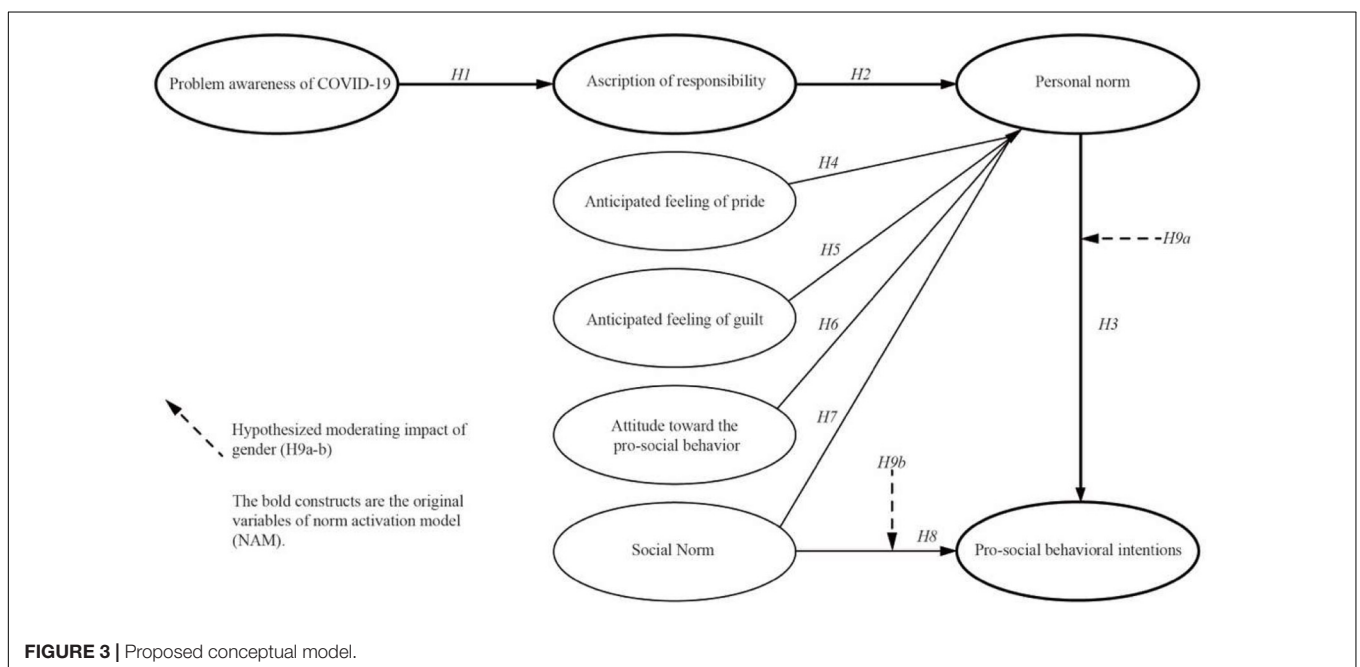 Problem awareness of COVID-19
H1
Ascription of responsibility
H2
Personal norm
H4
Anticipated feeling of pride
H9a
H5
Anticipated feeling of guilt
H6
H3
Hypothesized moderating impact of
gender (H9a-b)
Attitude toward the
pro-social behavior
H7
The bold constructs are the original
variables of norm activation model
(NAM).
H9b
Social Norm
H8
Pro-social behavioral intentions
FIGURE 3 | Proposed conceptual model.